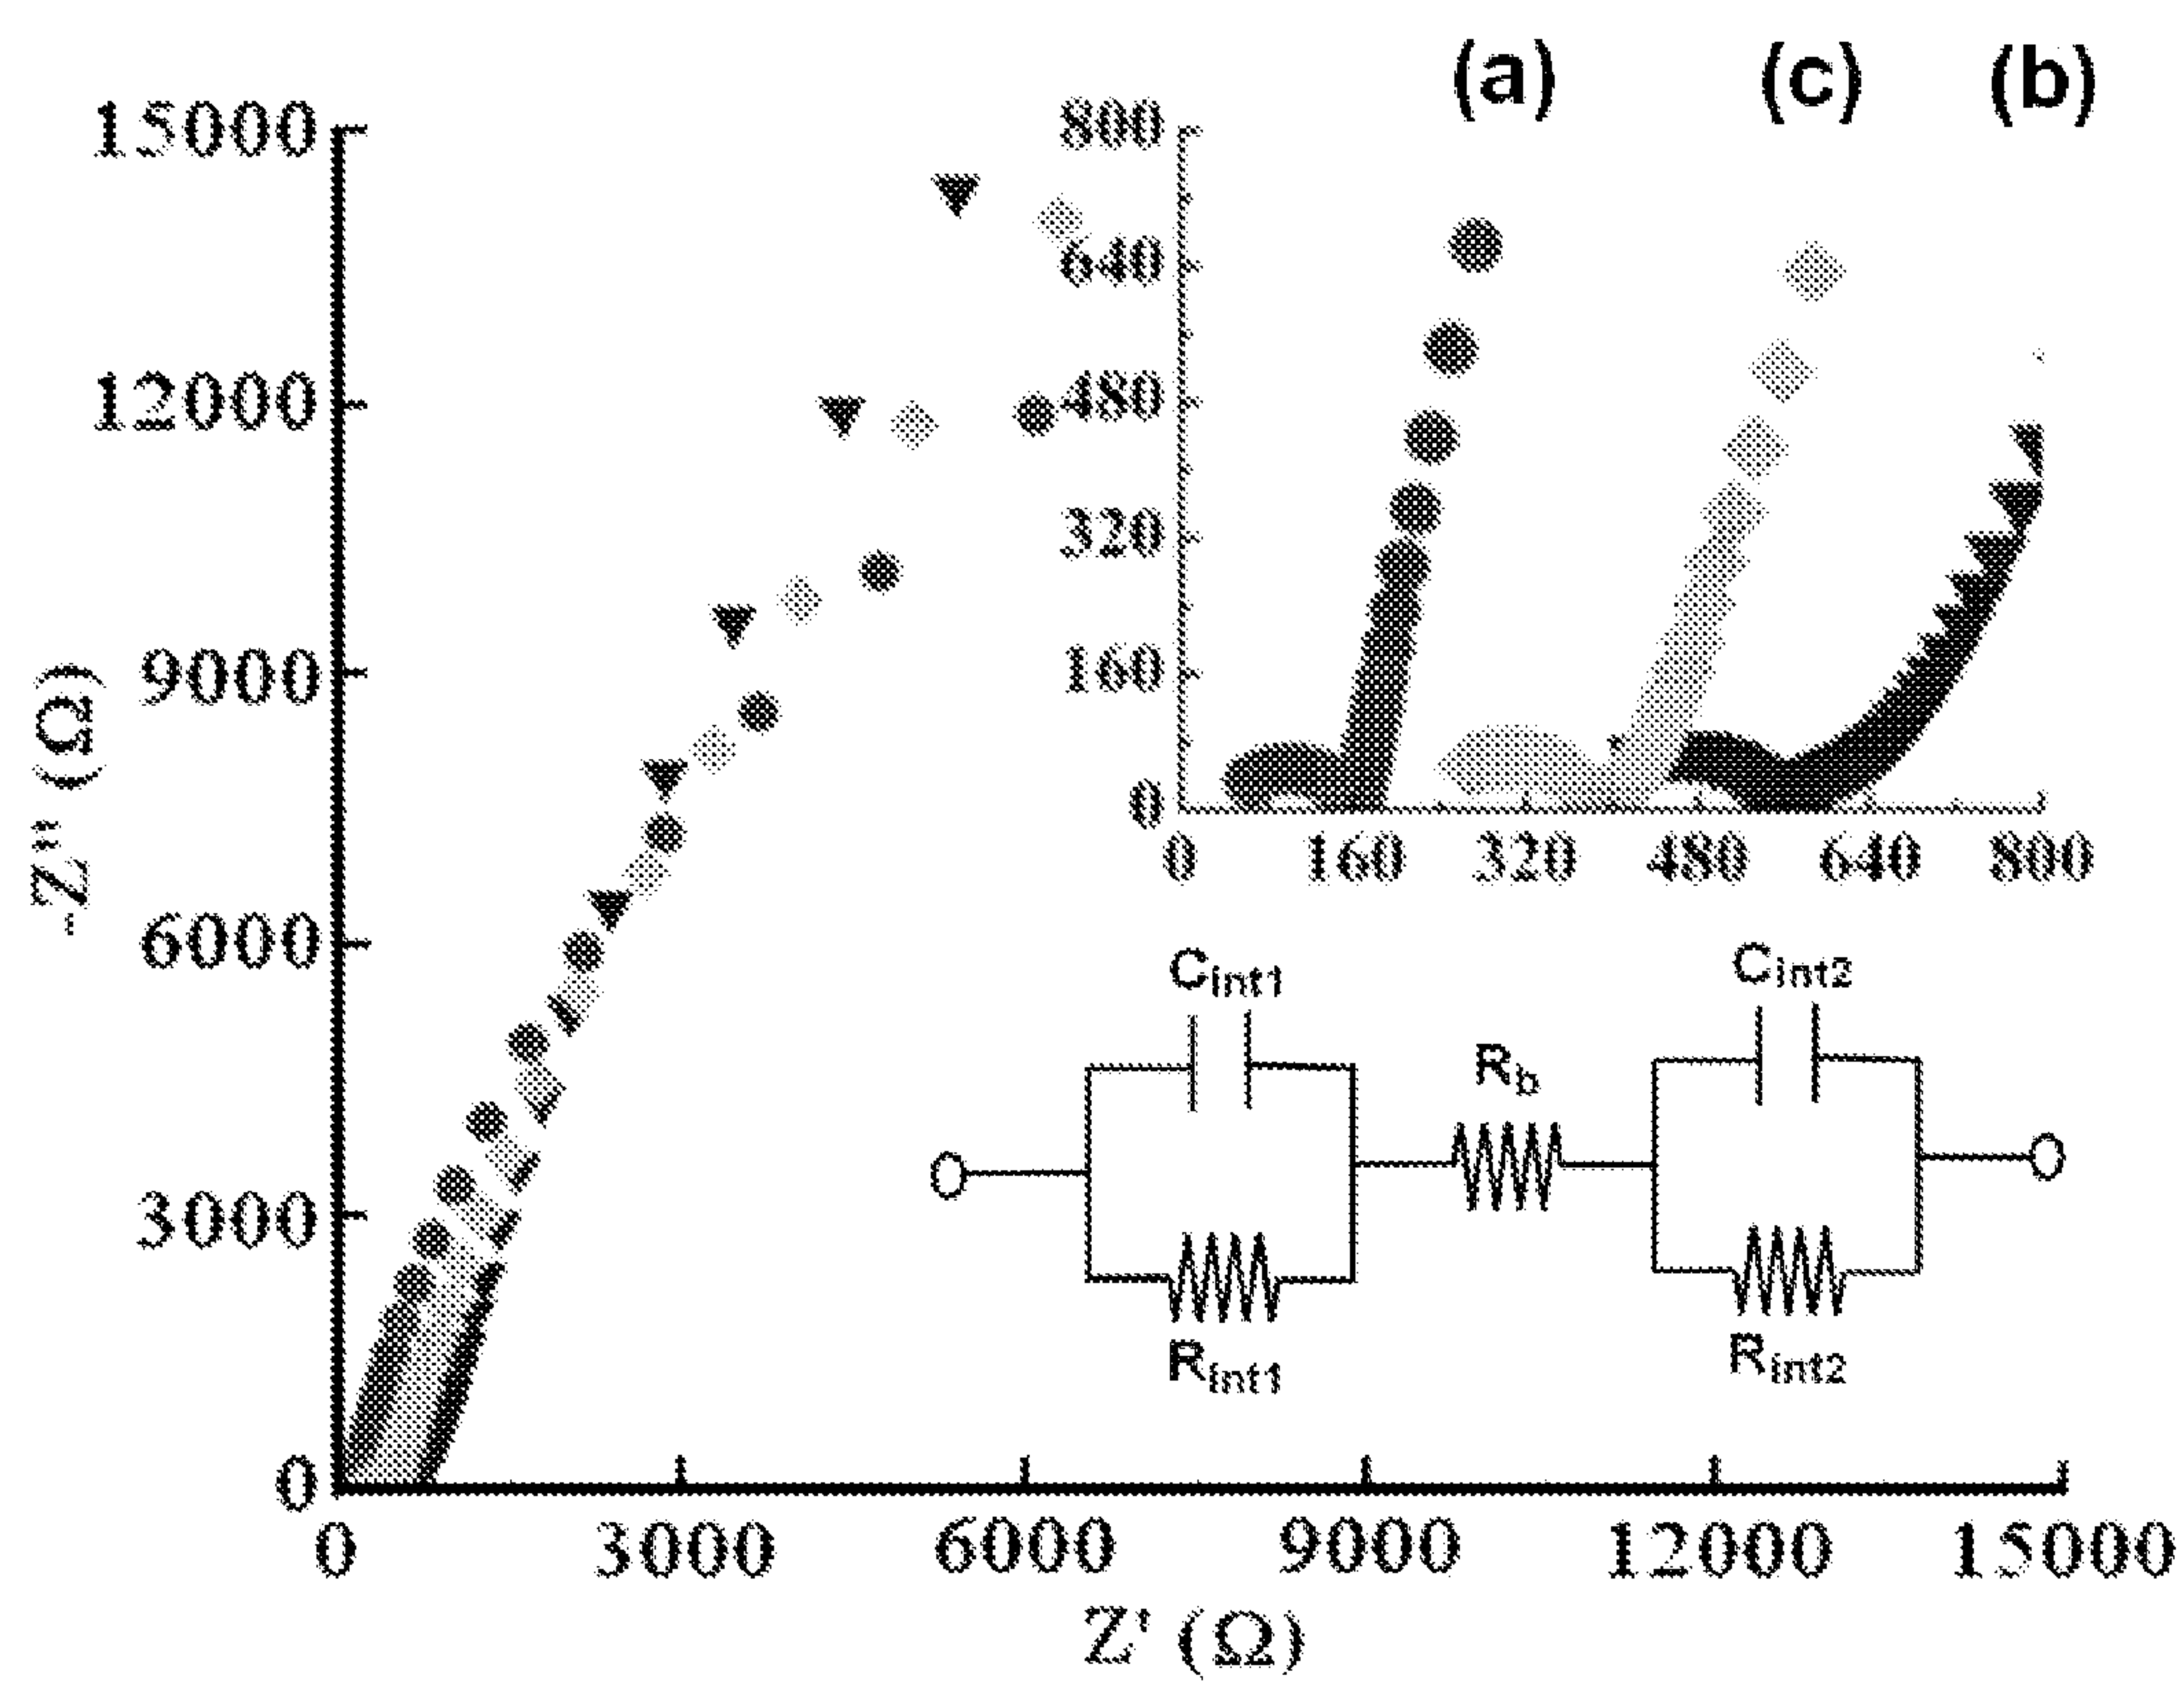 (a) (c) (b)
15000
12000
9000
6000
3000
0
-Z'' (Ω)
0 3000 6000 9000 12000 15000
Z' (Ω)
800
640
480
320
160
0
0 160 320 480 640 800
Cint1
Rint1
Rb
Cint2
Rint2